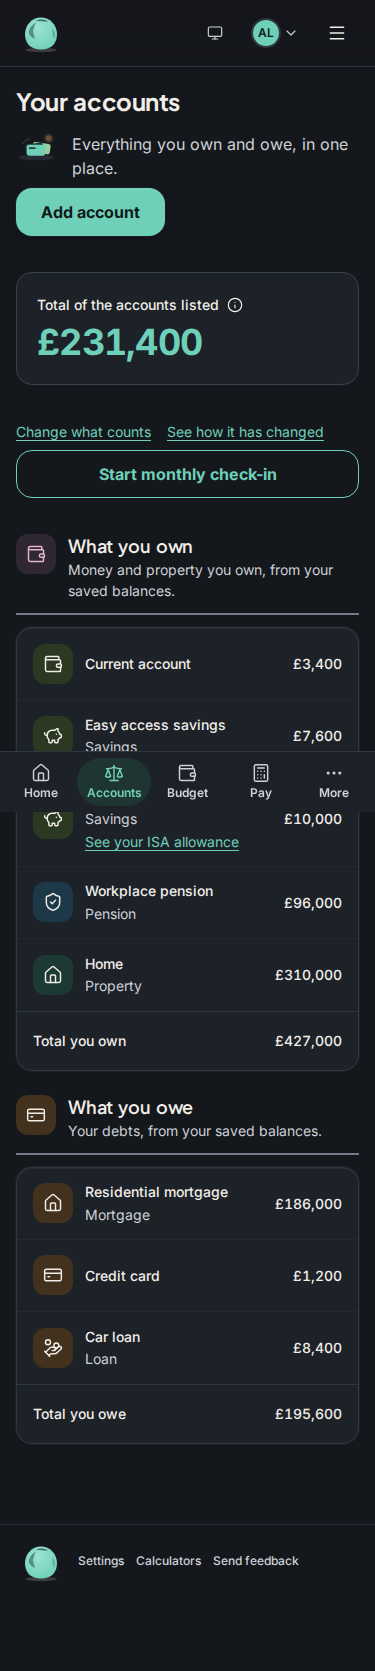 AL
Your accounts
Everything you own and owe, in one
place.
Add account
Total of the accounts listed
£231,400
Change what counts See how it has changed
Start monthly check-in
What you own
Money and property you own, from your
saved balances.
Current account £3,400
Easy access savings £7,600
Savings
Home Accounts Budget Pay More
Savings £10,000
See your ISA allowance
Workplace pension £96,000
Pension
Home £310,000
Property
Total you own £427,000
What you owe
Your debts, from your saved balances.
Residential mortgage £186,000
Mortgage
Credit card £1,200
Car loan £8,400
Loan
Total you owe £195,600
Settings Calculators Send feedback